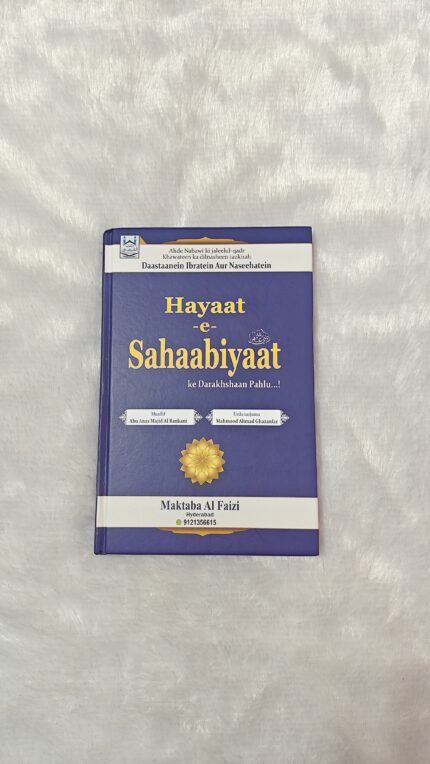 Ahde Nabawi ki jaleelul-qadr
Khawateen ka dilnasheen tazkirah
Daastaanein Ibratein Aur Naseehatein
Hayaat
-e-
Sahaabiyaat
ke Darakhshaan Pahlu...!
Muallif
Abu Anas Majid Al Bankani
Urdu tarjuma
Mahmood Ahmad Ghazanfar
Maktaba Al Faizi
Hyderabad
9121356615